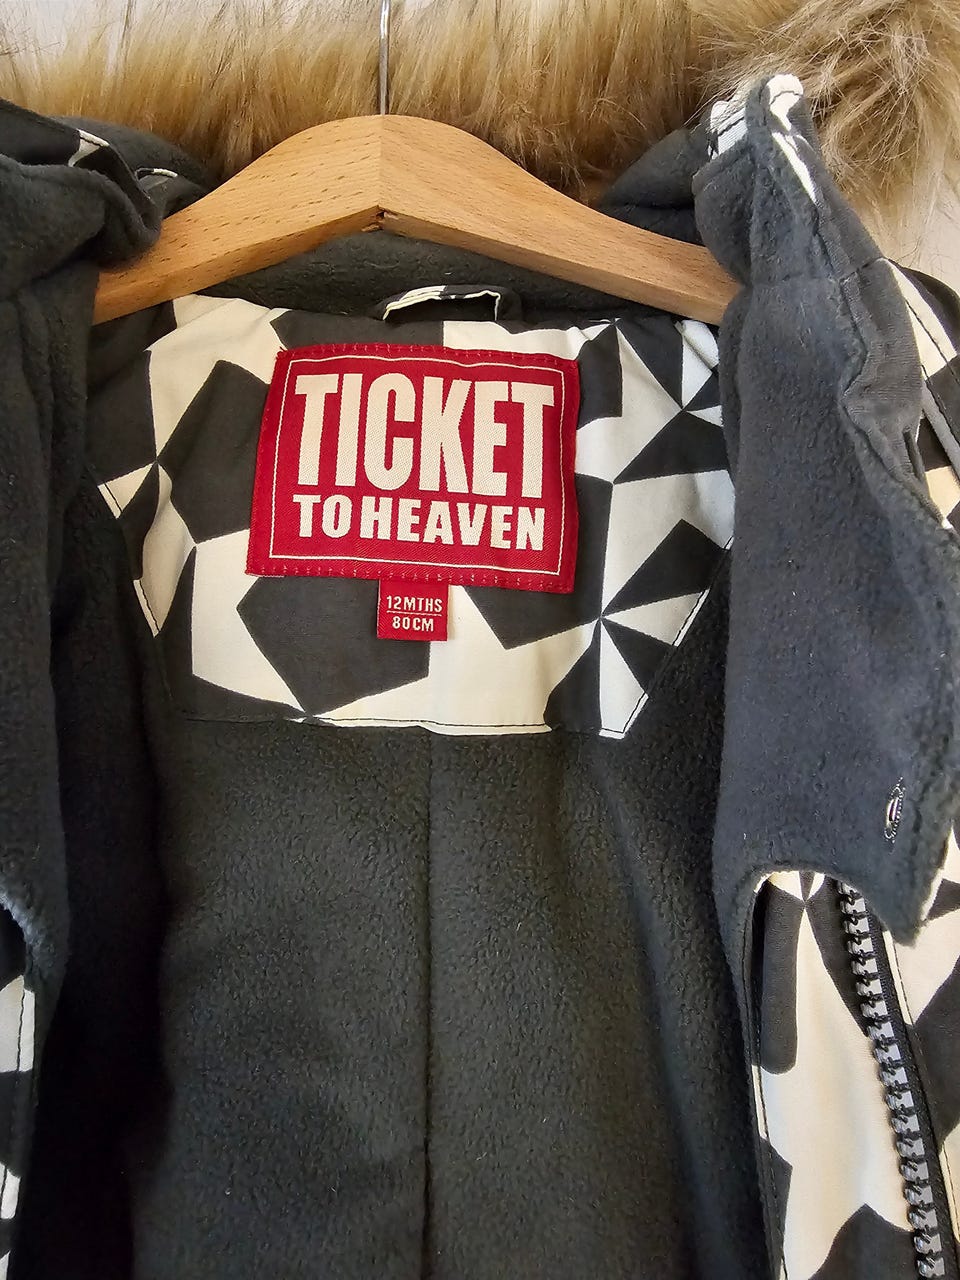 TICKET
TO HEAVEN
12MTHS
80CM